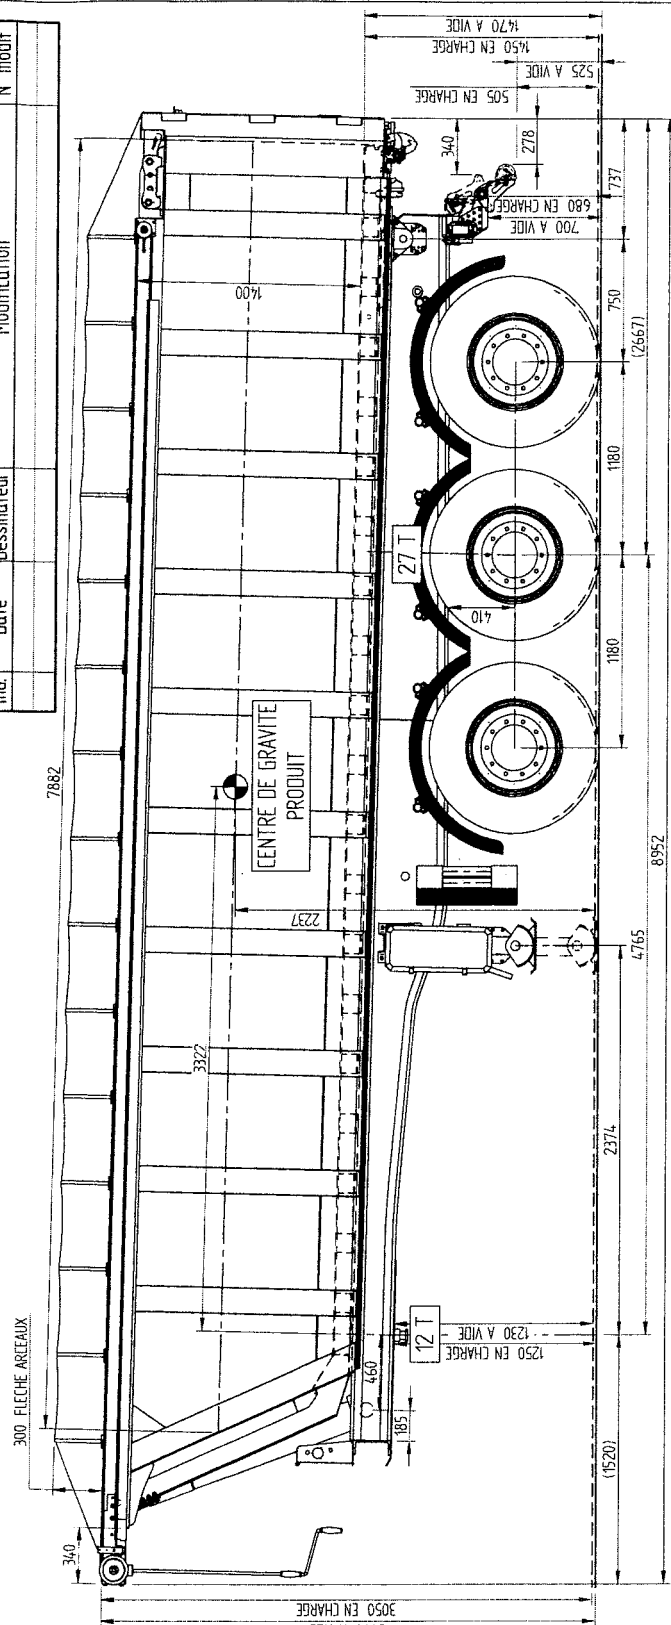 Ind.
Date
Dessinateur
Modification
N° modif
300 FLECHE ARCEAUX
7882
340
3050 EN CHARGE
1400
CENTRE DE GRAVITE
PRODUIT
3322
2237
27 T
12 T
410
460
185
1250 EN CHARGE
1230 A VIDE
340
278
505 EN CHARGE
525 A VIDE
1450 EN CHARGE
1470 A VIDE
680 EN CHARGE
700 A VIDE
737
750
1180
1180
2374
(1520)
(2667)
4765
8952